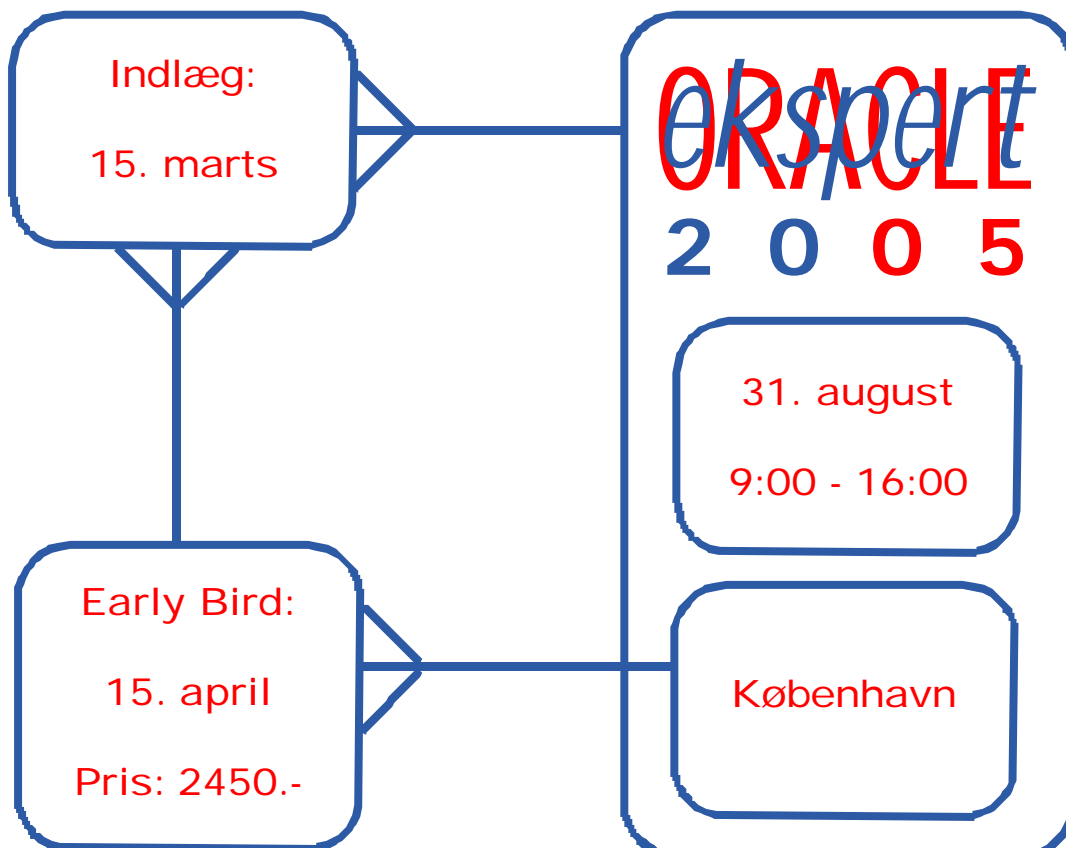 Indlæg:
15. marts
ORACLE
ekspert
2 0 0 5
31. august
9:00 - 16:00
Early Bird:
15. april
Pris: 2450.-
København